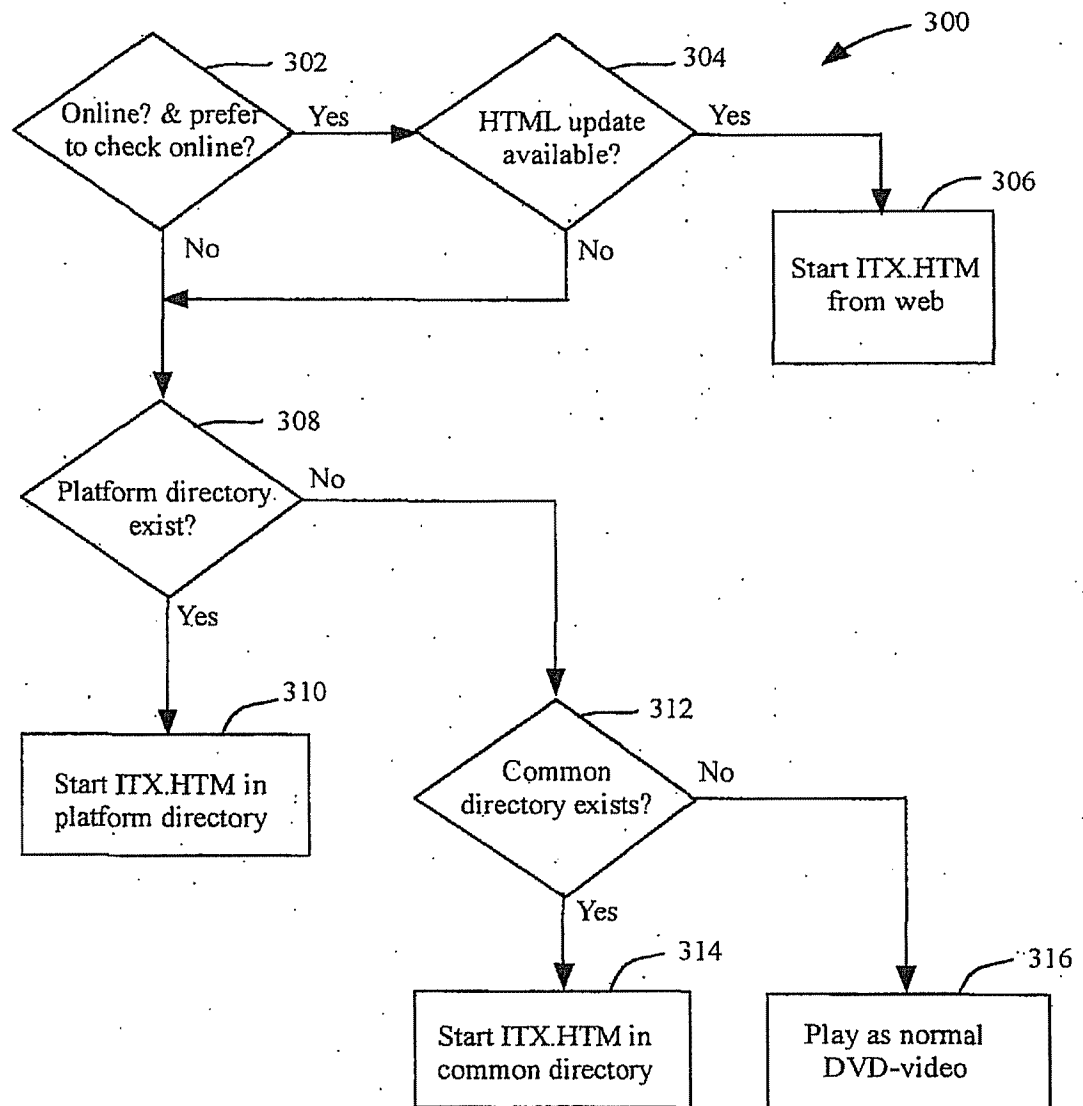 300
302
304
Online? & prefer
to check online?
Yes
HTML update
available?
Yes
306
No
No
Start ITX.HTM
from web
308
Platform directory
exist?
No
Yes
310
312
Start ITX.HTM in
platform directory
Common
directory exists?
No
Yes
314
316
Start ITX.HTM in
common directory
Play as normal
DVD-video